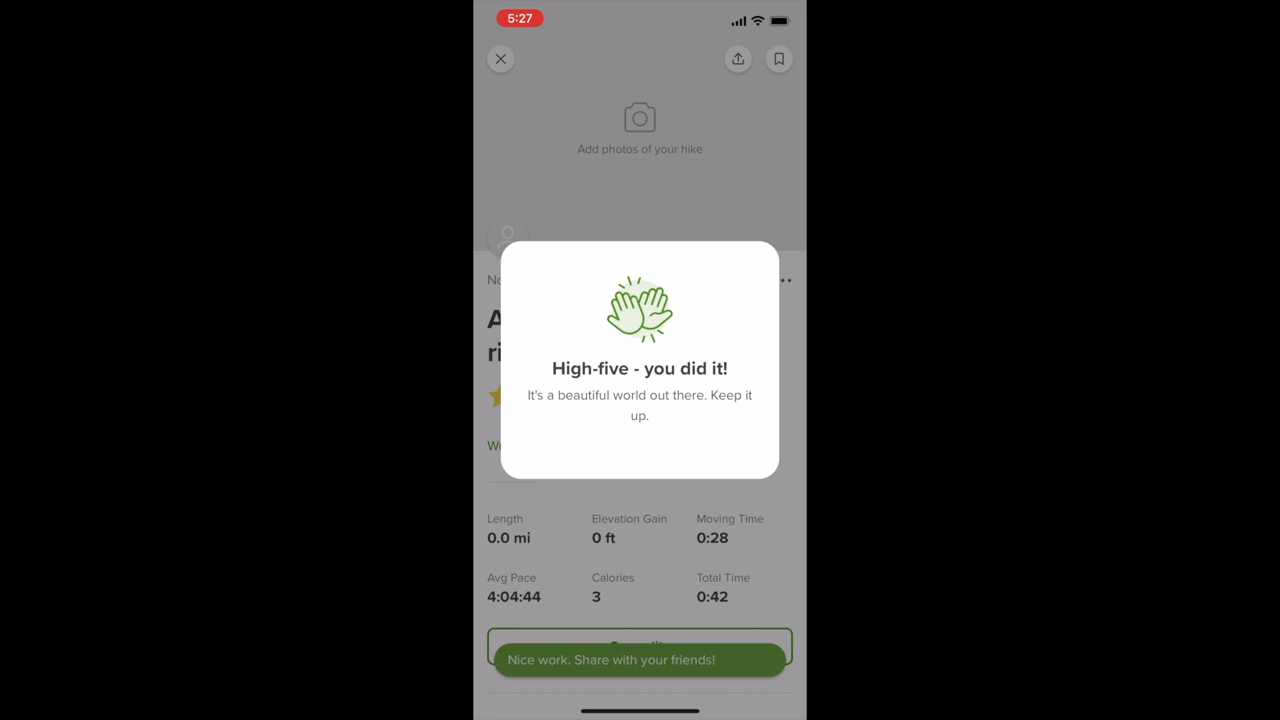 5:27
Add photos of your hike
High-five - you did it!
It's a beautiful world out there. Keep it
up.
Length
Elevation Gain
Moving Time
0.0 mi
0 ft
0:28
Avg Pace
Calories
Total Time
4:04:44
3
0:42
Nice work. Share with your friends!